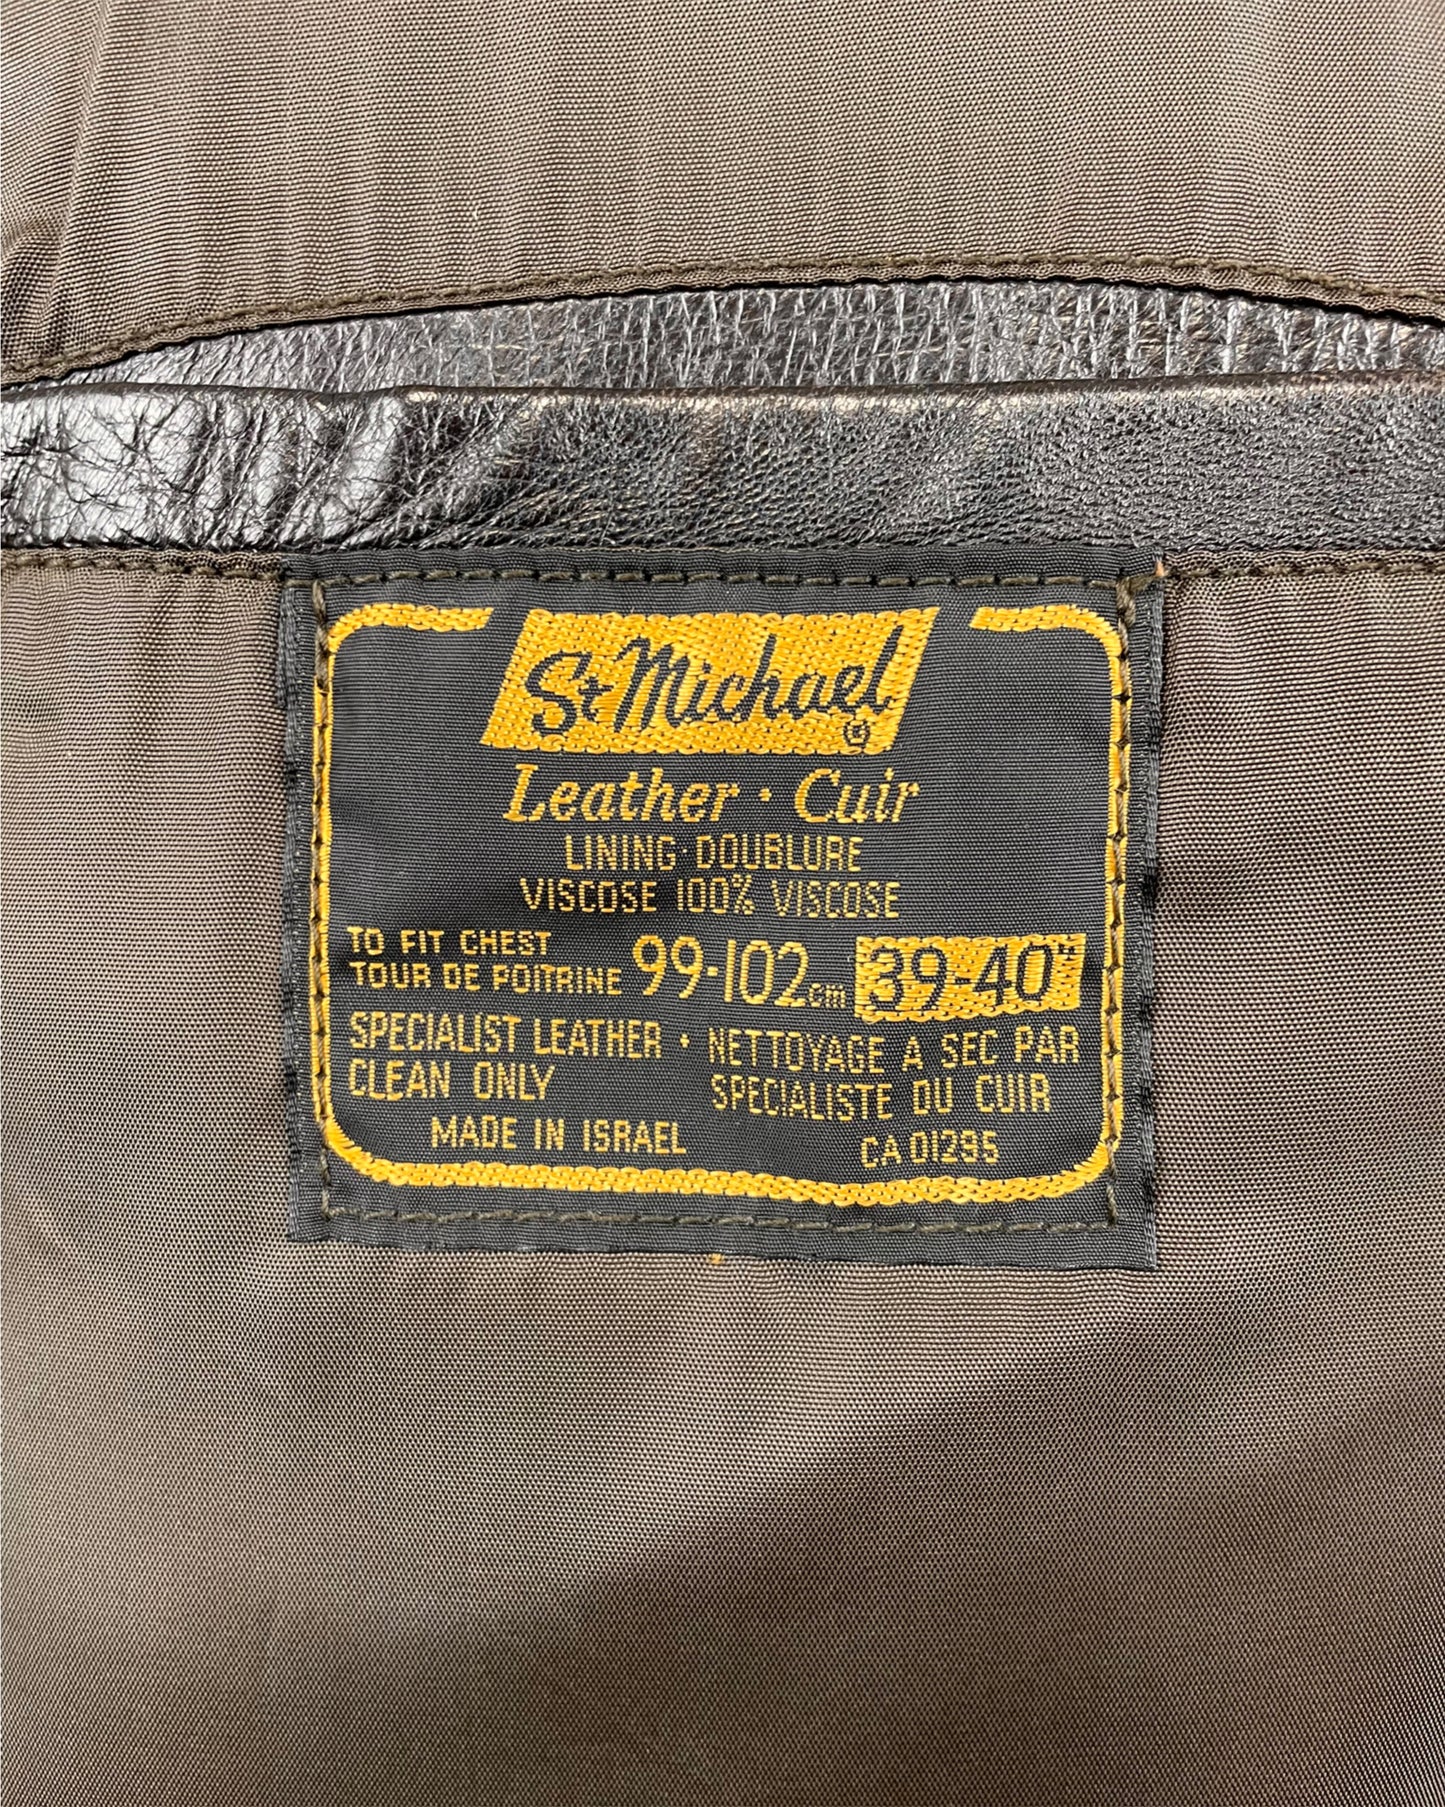 St Michael ®
Leather · Cuir
LINING · DOUBLURE
VISCOSE 100% VISCOSE
TO FIT CHEST
TOUR DE POITRINE 99-102cm 39-40"
SPECIALIST LEATHER · NETTOYAGE A SEC PAR
CLEAN ONLY SPECIALISTE DU CUIR
MADE IN ISRAEL CA 01295